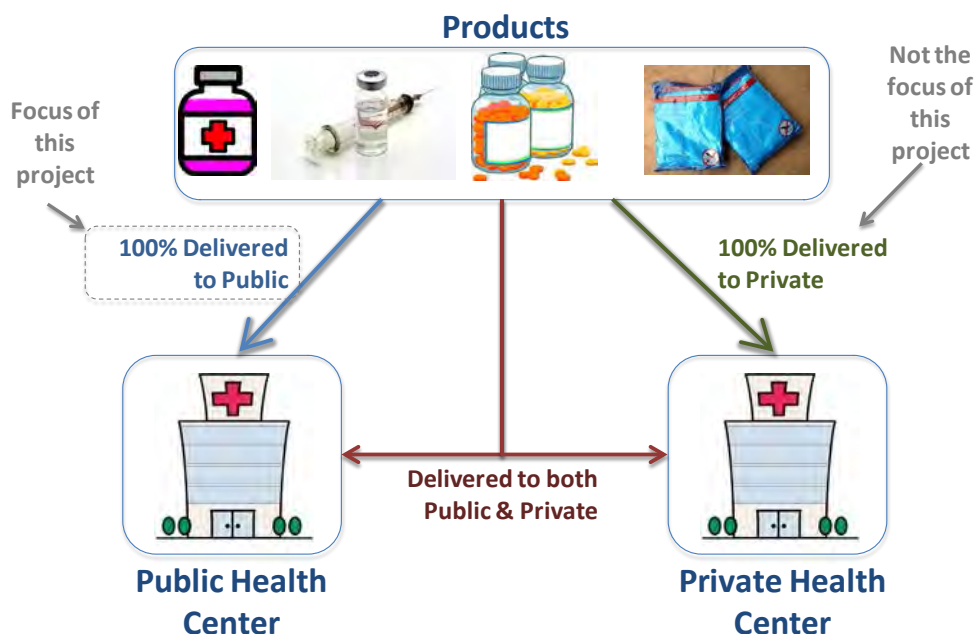 Products
Focus of
this
project
Not the
focus of
this
project
100% Delivered
to Public
100% Delivered
to Private
Delivered to both
Public & Private
Public Health
Center
Private Health
Center